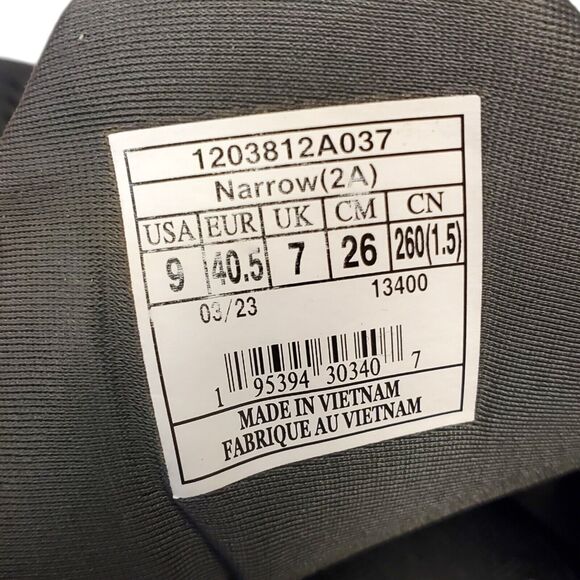 1203812A037
Narrow(2A)
USA EUR UK CM CN
9 40.5 7 26 260(1.5)
03/23 13400
1 95394 30340 7
MADE IN VIETNAM
FABRIQUE AU VIETNAM